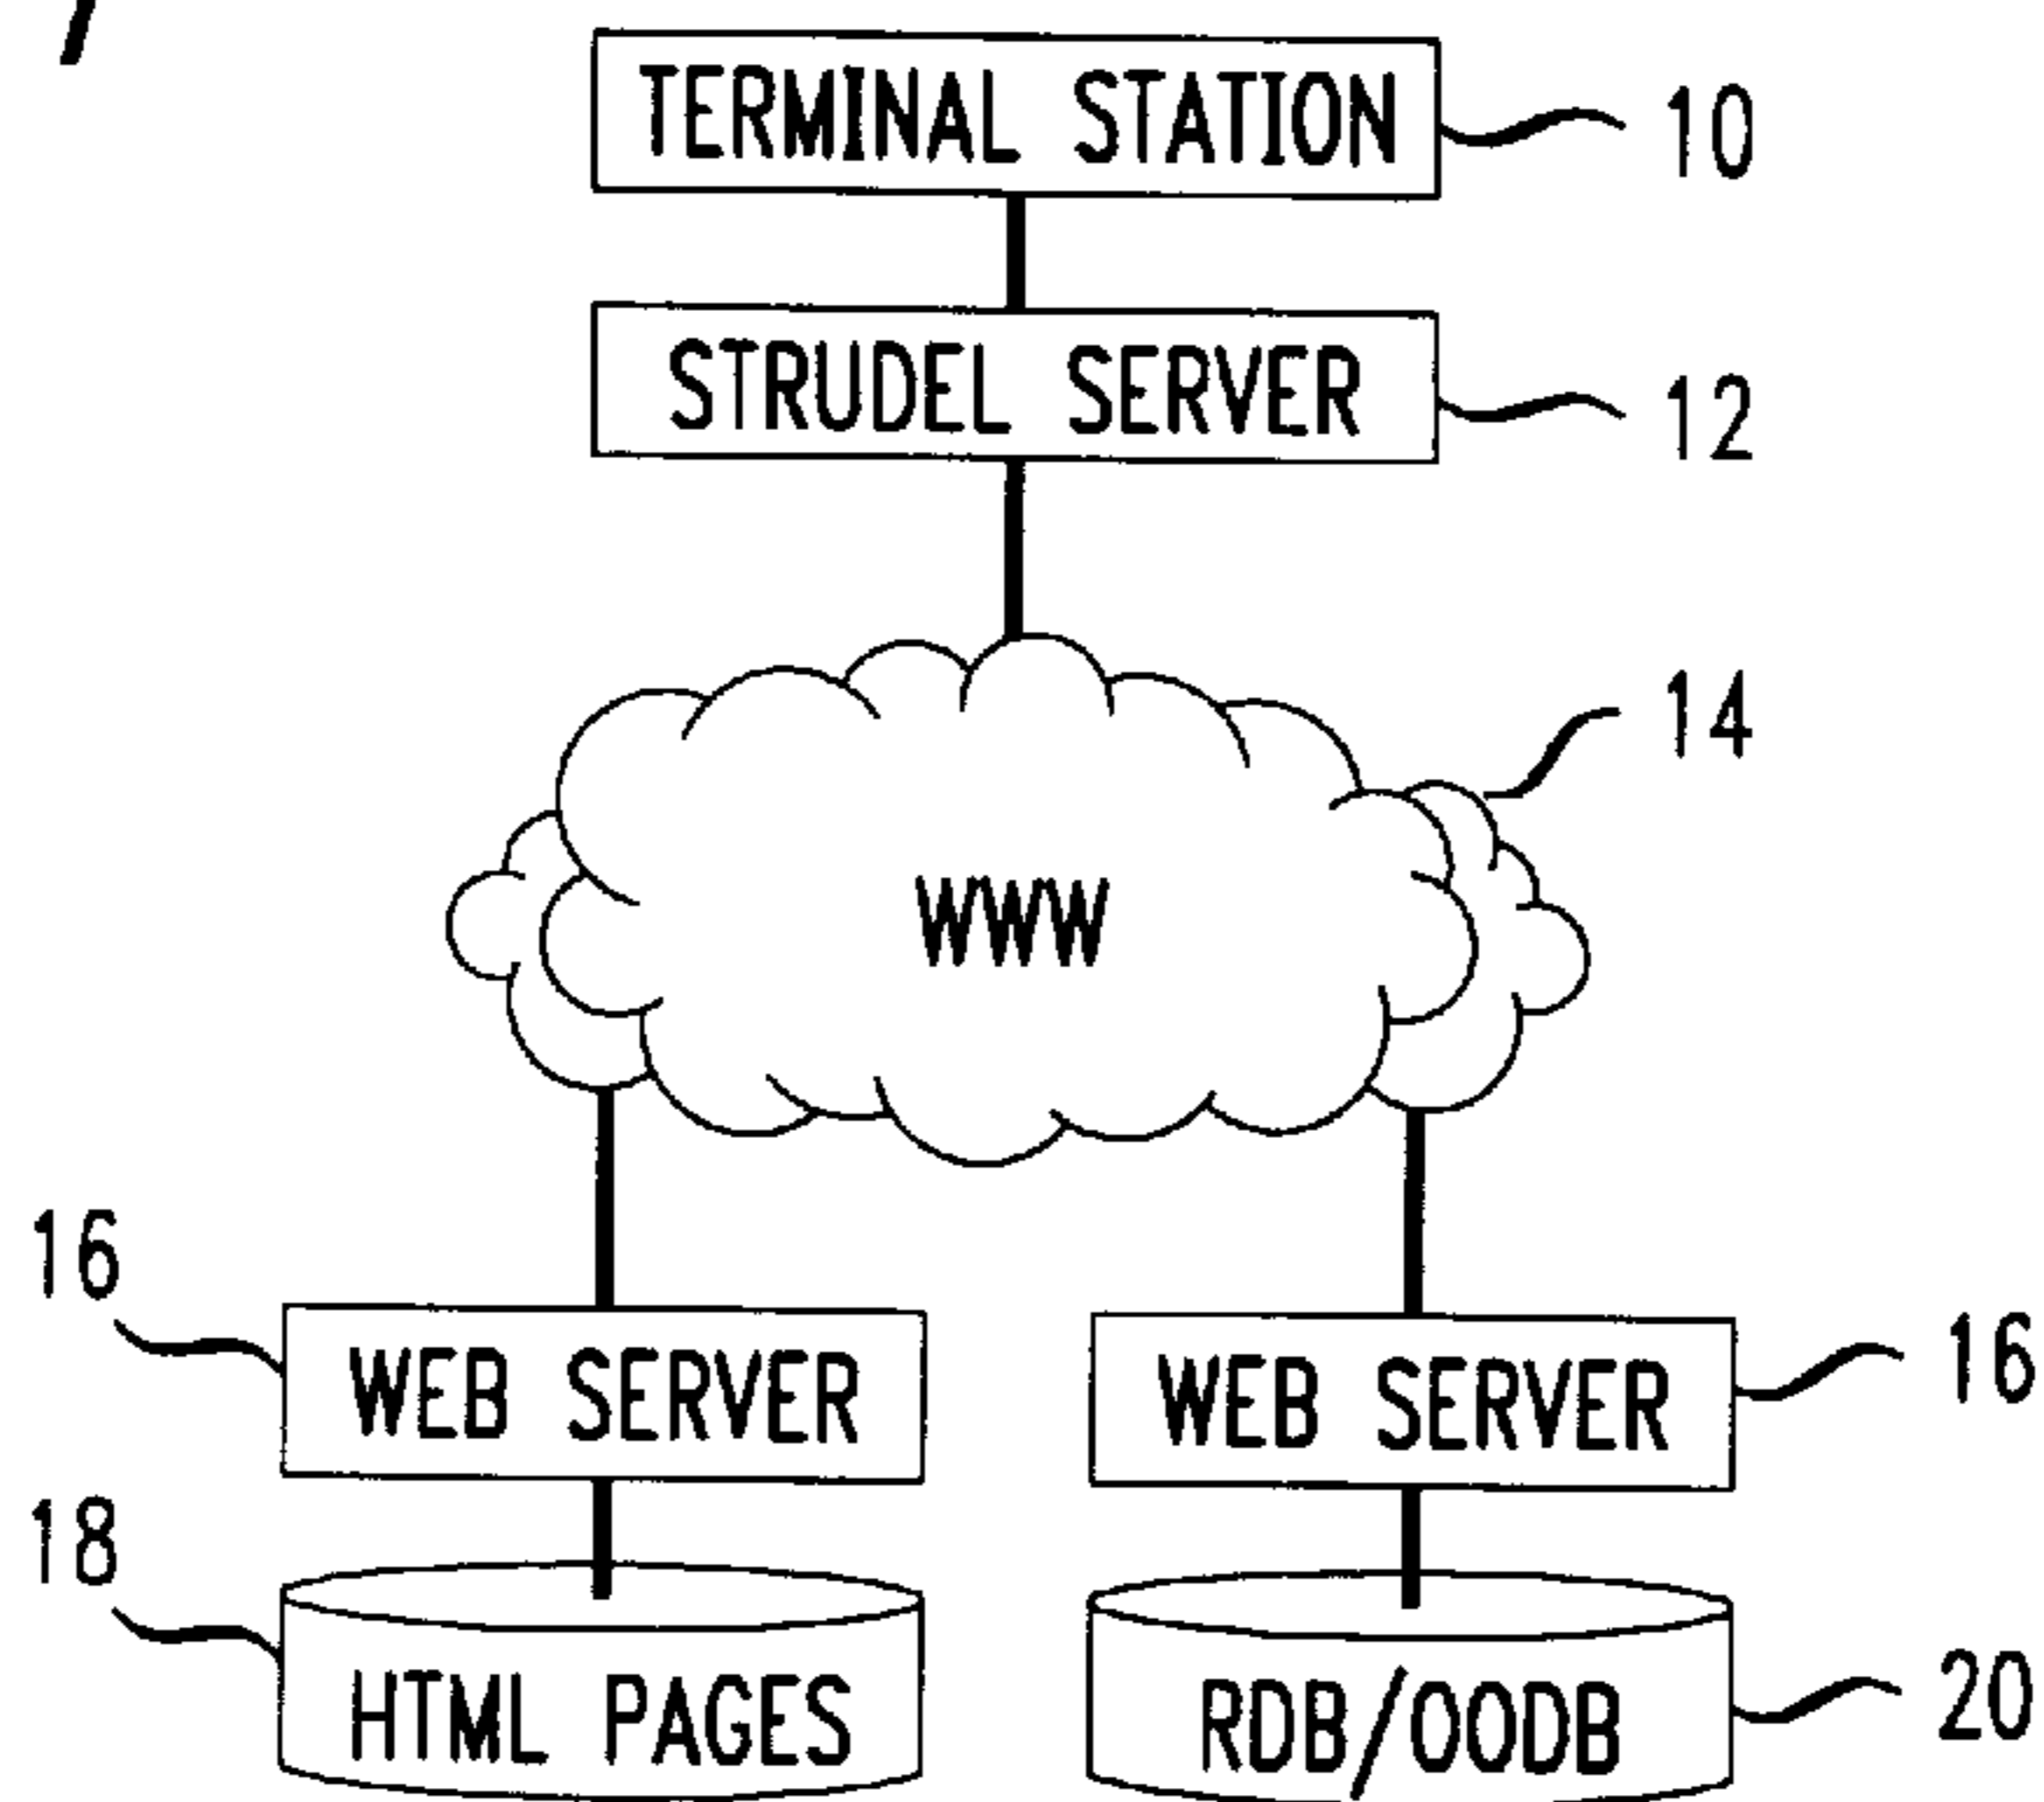 TERMINAL STATION
10
STRUDEL SERVER
12
14
WWW
16
WEB SERVER
WEB SERVER
16
18
HTML PAGES
RDB/OODB
20